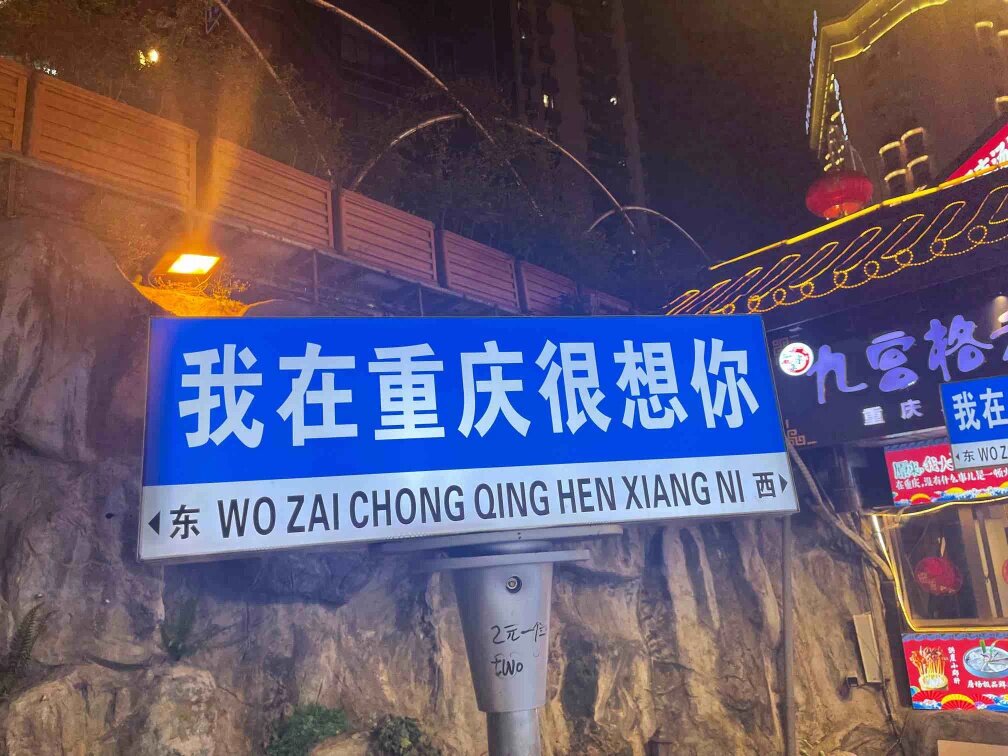 我在重庆很想你
东 WO ZAI CHONG QING HEN XIANG NI 西
2元一位
two
九宫格
重庆
我在
东 WO Z